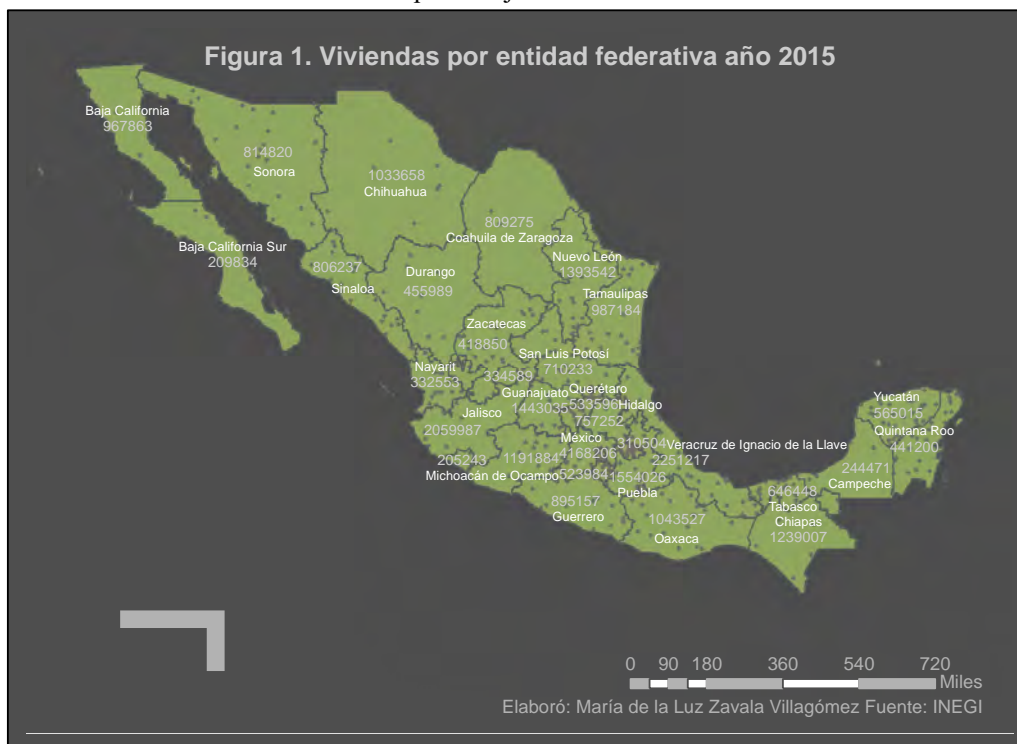 Figura 1. Viviendas por entidad federativa año 2015
Baja California
967863
814820
Sonora
1033658
Chihuahua
809275
Coahuila de Zaragoza
Nuevo León
1393542
Baja California Sur
209834
806237
Sinaloa
Durango
455989
Tamaulipas
987184
Zacatecas
418850
San Luis Potosí
710233
Nayarit
332553
334589
Guanajuato
1443035
Querétaro
533596
Hidalgo
757252
Yucatán
565015
Quintana Roo
441200
Jalisco
2059987
México
4168206
310504
Veracruz de Ignacio de la Llave
2251217
205243
1191884
Michoacán de Ocampo
523984
1554026
Puebla
244471
Campeche
646448
Tabasco
895157
Guerrero
1043527
Oaxaca
Chiapas
1239007
0 90 180 360 540 720
Miles
Elaboró: María de la Luz Zavala Villagómez Fuente: INEGI